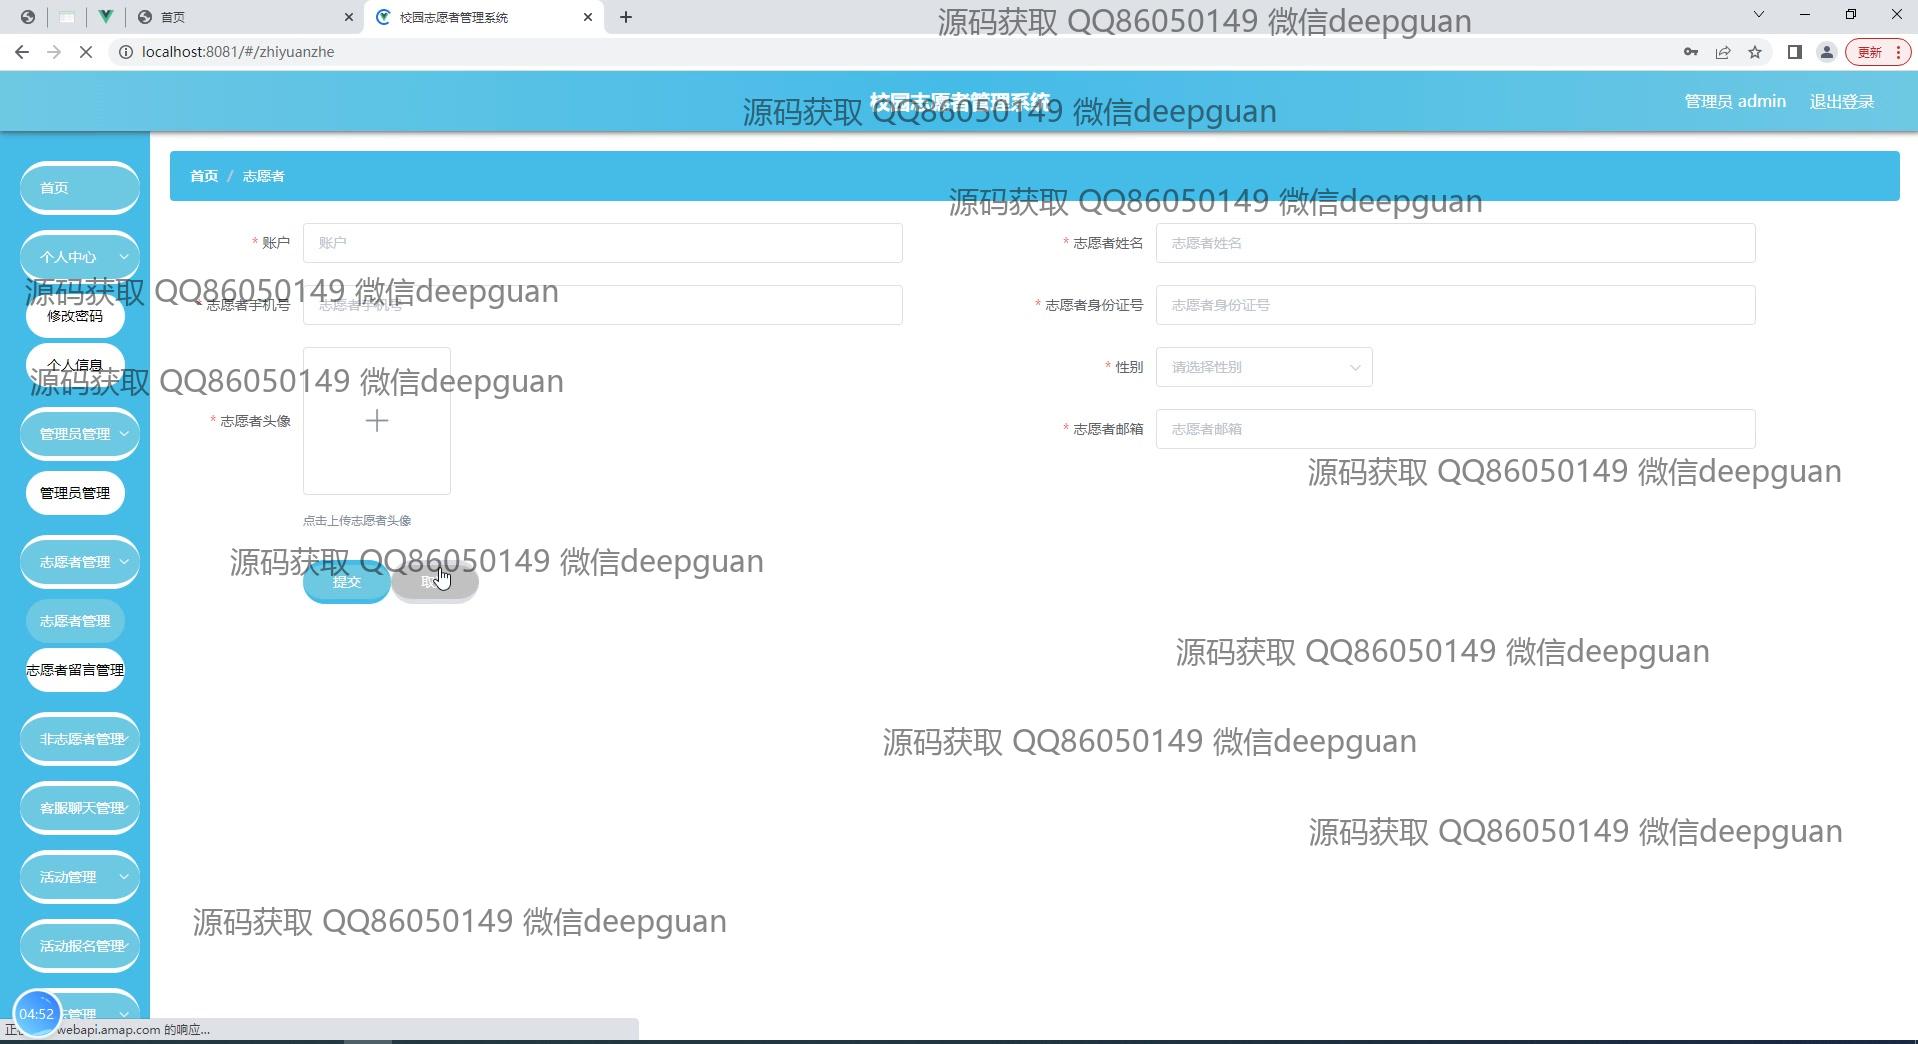 首页
校园志愿者管理系统
源码获取 QQ86050149 微信deepguan
localhost:8081/#/zhiyuanzhe
更新
校园志愿者管理系统
源码获取 QQ86050149 微信deepguan
管理员 admin
退出登录
首页 / 志愿者
源码获取 QQ86050149 微信deepguan
首页
个人中心
修改密码
个人信息
管理员管理
管理员管理
志愿者管理
志愿者管理
志愿者留言管理
非志愿者管理
客服聊天管理
活动管理
活动报名管理
管理
04:52
* 账户
账户
* 志愿者姓名
志愿者姓名
源码获取 QQ86050149 微信deepguan
* 志愿者手机号
志愿者手机号
* 志愿者身份证号
志愿者身份证号
源码获取 QQ86050149 微信deepguan
* 性别
请选择性别
* 志愿者头像
点击上传志愿者头像
* 志愿者邮箱
志愿者邮箱
源码获取 QQ86050149 微信deepguan
源码获取 QQ86050149 微信deepguan
提交
取
源码获取 QQ86050149 微信deepguan
源码获取 QQ86050149 微信deepguan
源码获取 QQ86050149 微信deepguan
源码获取 QQ86050149 微信deepguan
正 webapi.amap.com 的响应...